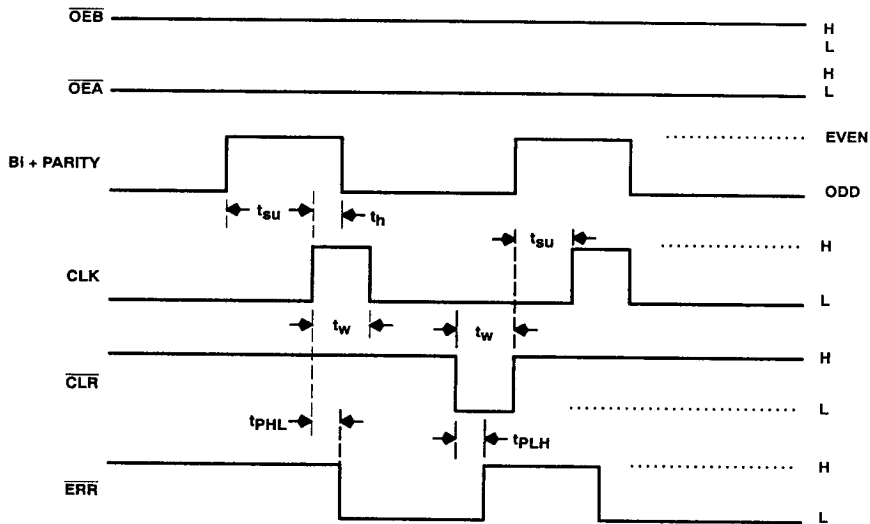 OEB H
L
OEA H
L
Bi + PARITY EVEN
ODD
tsu th
tsu
CLK H
L
tw tw
CLR H
L
tPHL tPLH
ERR H
L